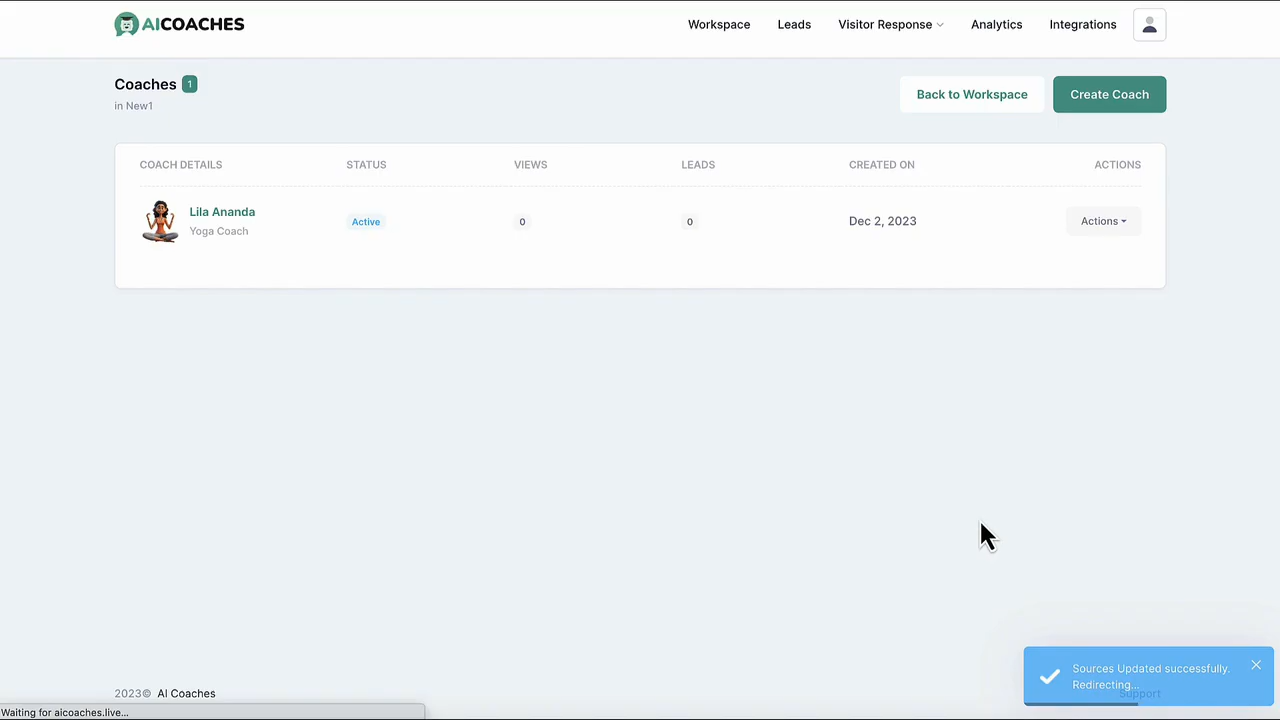 AICOACHES
Workspace Leads Visitor Response Analytics Integrations
Coaches 1
in New1
Back to Workspace
Create Coach
COACH DETAILS STATUS VIEWS LEADS CREATED ON ACTIONS
Lila Ananda
Yoga Coach
Active 0 0 Dec 2, 2023 Actions
Sources Updated successfully.
Redirecting...
Support
2023© AI Coaches
Waiting for aicoaches.live...